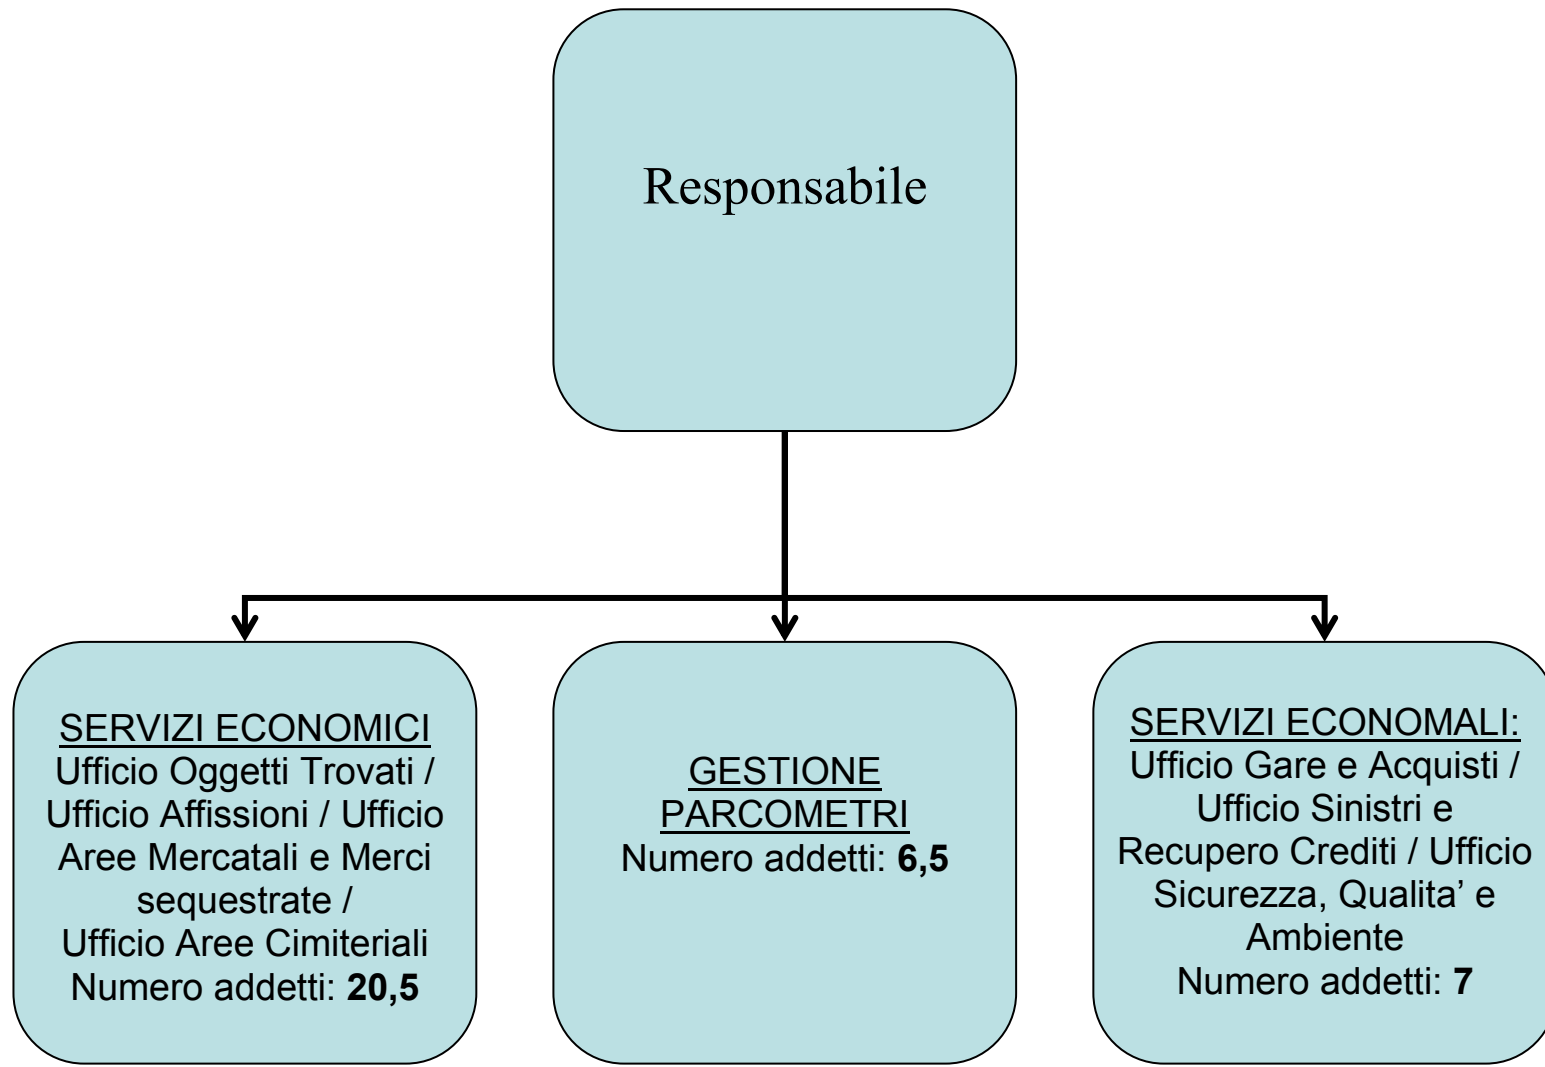 Responsabile
SERVIZI ECONOMICI
Ufficio Oggetti Trovati /
Ufficio Affissioni / Ufficio
Aree Mercatali e Merci
sequestrate /
Ufficio Aree Cimiteriali
Numero addetti: 20,5
GESTIONE
PARCOMETRI
Numero addetti: 6,5
SERVIZI ECONOMALI:
Ufficio Gare e Acquisti /
Ufficio Sinistri e
Recupero Crediti / Ufficio
Sicurezza, Qualita’ e
Ambiente
Numero addetti: 7